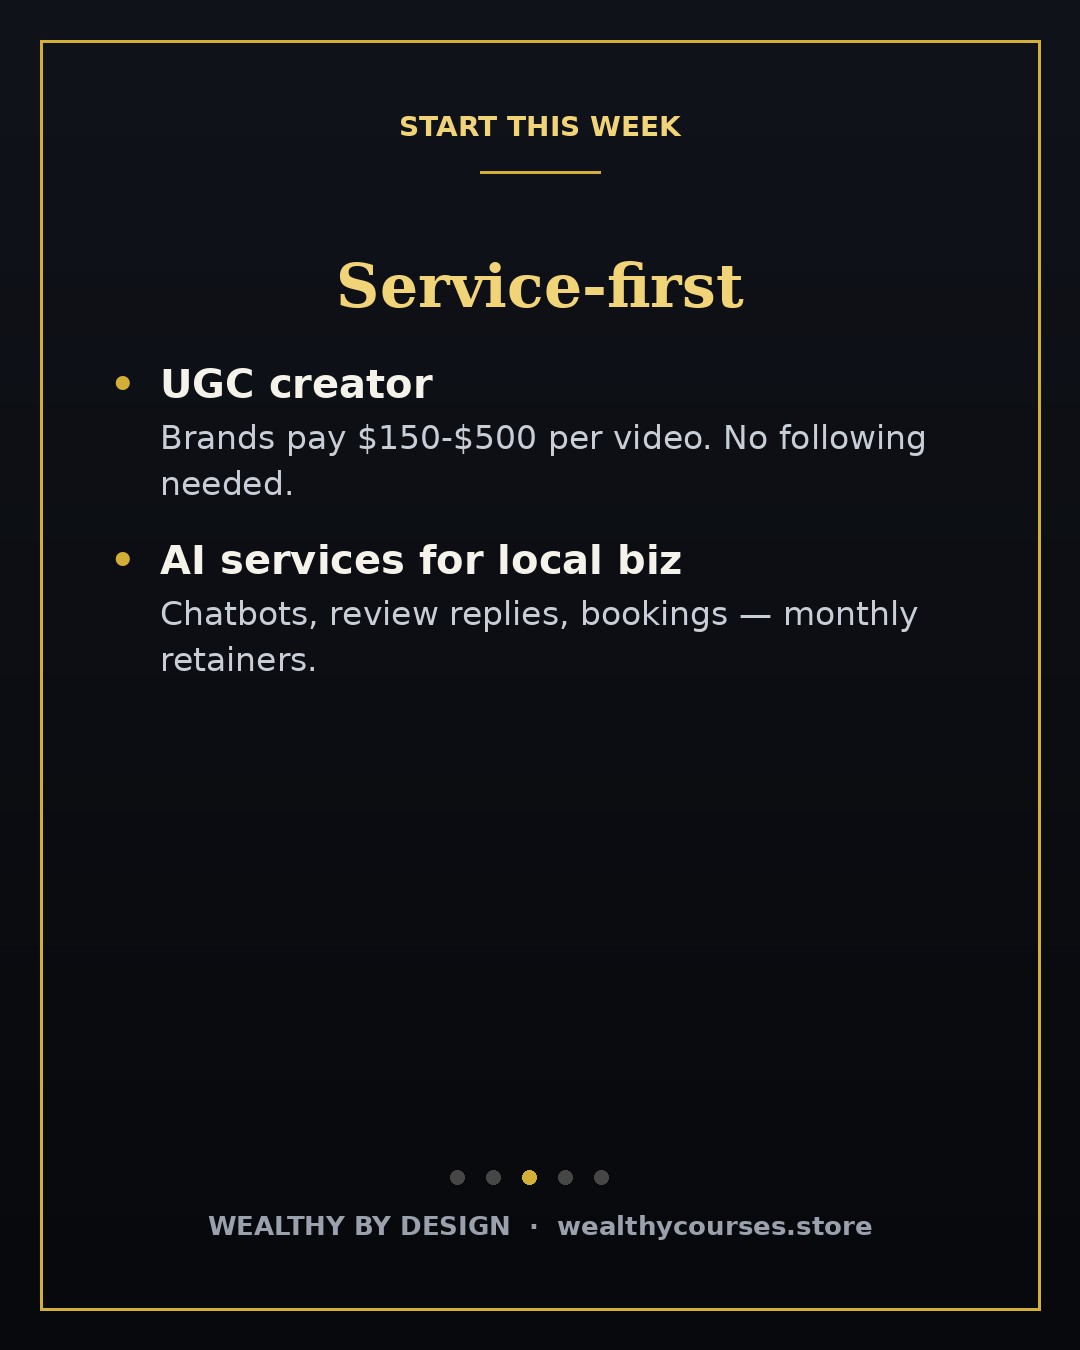 START THIS WEEK
Service-first
• UGC creator
Brands pay $150-$500 per video. No following
needed.
• AI services for local biz
Chatbots, review replies, bookings — monthly
retainers.
WEALTHY BY DESIGN · wealthycourses.store